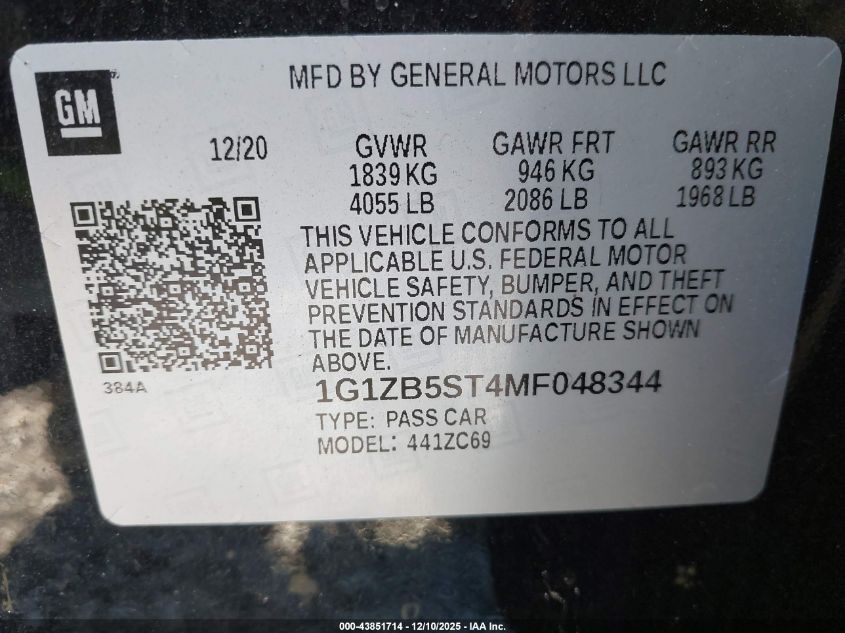 GM
MFD BY GENERAL MOTORS LLC
12/20 GVWR GAWR FRT GAWR RR
1839 KG 946 KG 893 KG
4055 LB 2086 LB 1968 LB
THIS VEHICLE CONFORMS TO ALL
APPLICABLE U.S. FEDERAL MOTOR
VEHICLE SAFETY, BUMPER, AND THEFT
PREVENTION STANDARDS IN EFFECT ON
THE DATE OF MANUFACTURE SHOWN
ABOVE.
384A
1G1ZB5ST4MF048344
TYPE: PASS CAR
MODEL: 441ZC69
000-43851714 - 12/10/2025 - IAA Inc.